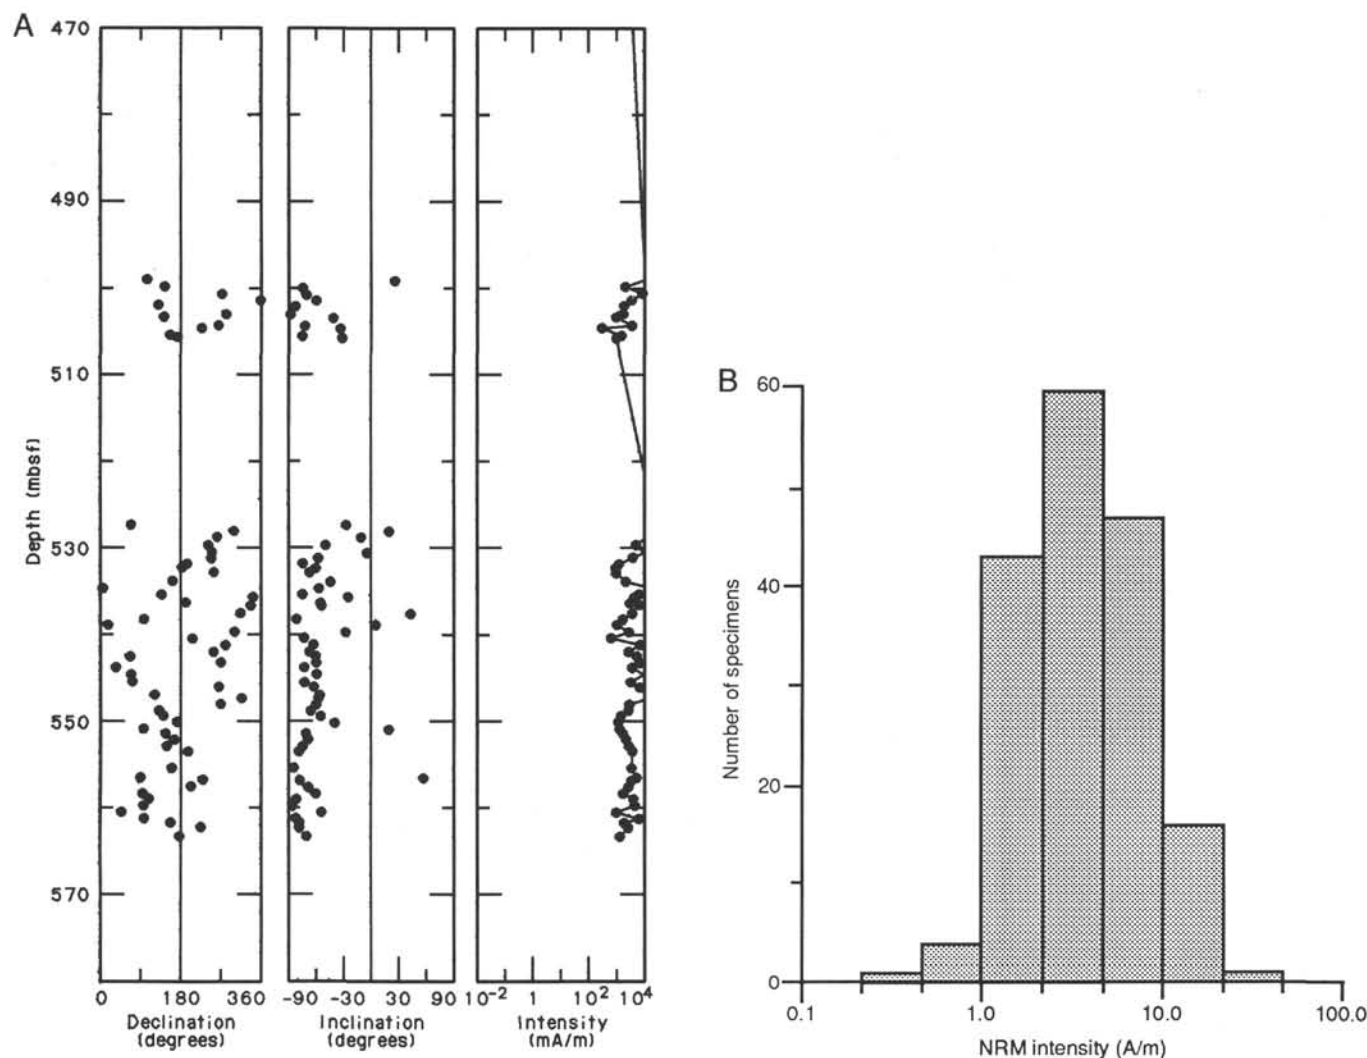 A
470
490
510
530
550
570
Depth (mbsf)
0 180 360
Declination
(degrees)
-90 -30 30 90
Inclination
(degrees)
10-2 1 10² 10⁴
Intensity
(mA/m)
B
60
40
20
0
Number of specimens
0.1 1.0 10.0 100.0
NRM intensity (A/m)